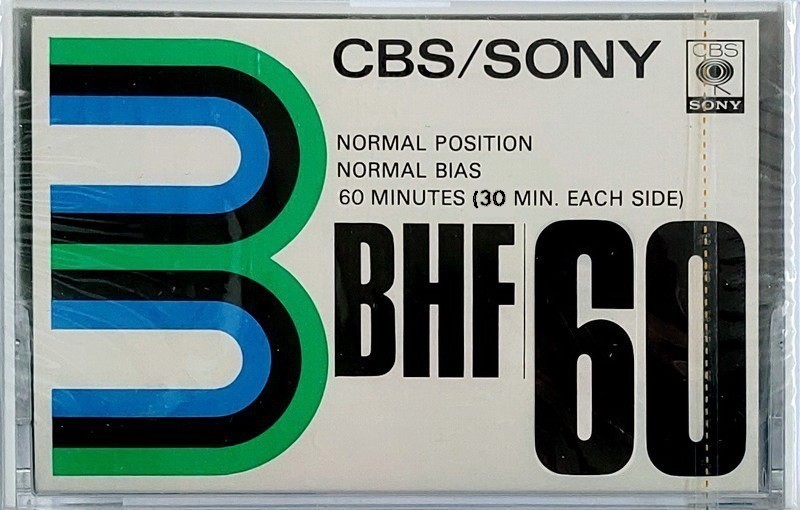 CBS/SONY
CBS
SONY
NORMAL POSITION
NORMAL BIAS
60 MINUTES (30 MIN. EACH SIDE)
BHF 60